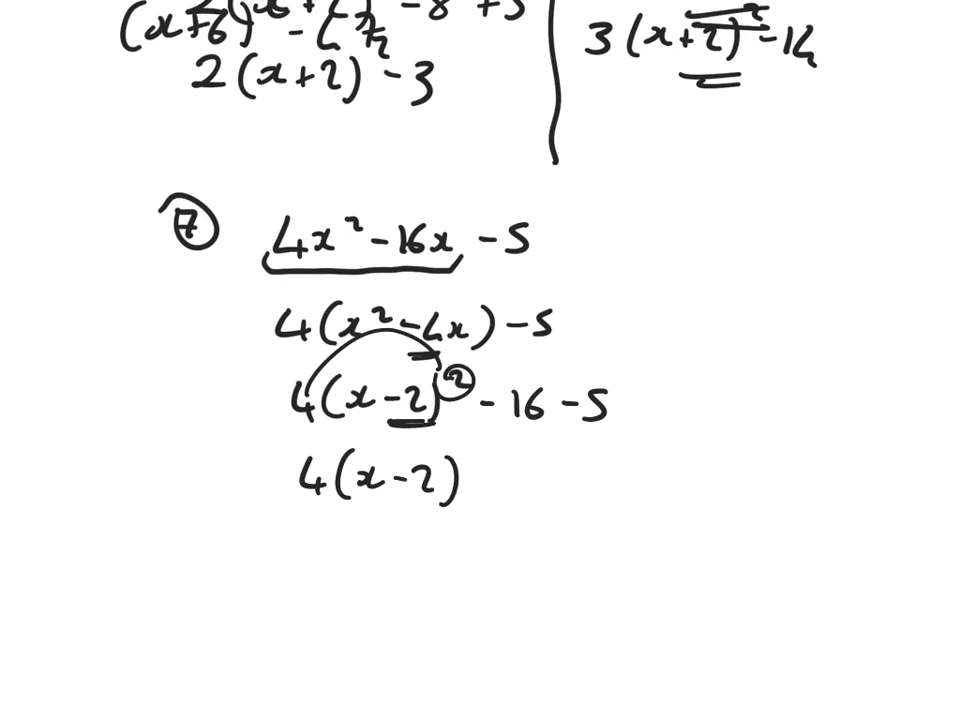 2(x+2) -3
3(x+2)² -14
7 4x² -16x -5
4(x² -4x) -5
4(x-2)² -16 -5
4(x-2)